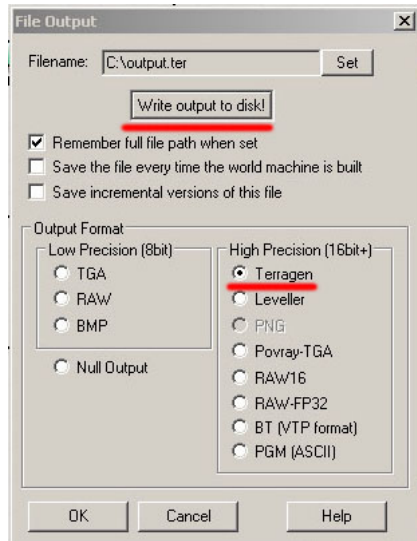 File Output
Filename: C:\output.ter Set
Write output to disk!
Remember full file path when set
Save the file every time the world machine is built
Save incremental versions of this file
Output Format
Low Precision (8bit)
TGA
RAW
BMP
Null Output
High Precision (16bit+)
Terragen
Leveller
PNG
Povray-TGA
RAW16
RAW-FP32
BT (VTP format)
PGM (ASCII)
OK Cancel Help